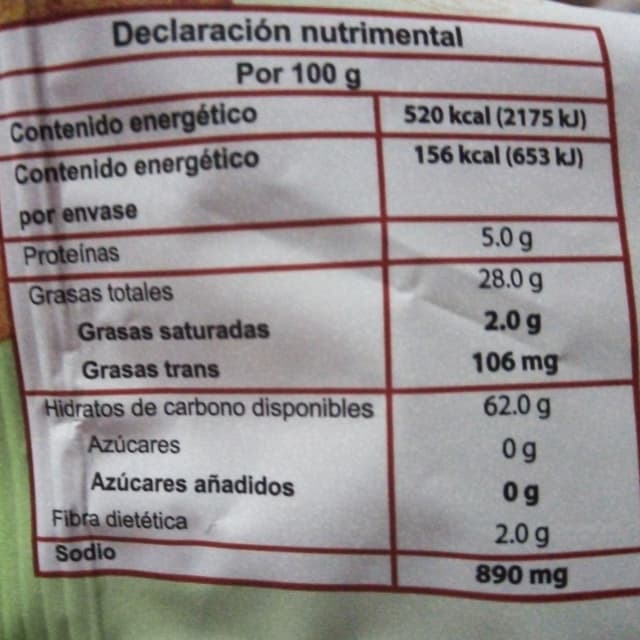 Declaración nutrimental
Por 100 g
Contenido energético 520 kcal (2175 kJ)
Contenido energético 156 kcal (653 kJ)
por envase
Proteínas 5.0 g
Grasas totales 28.0 g
Grasas saturadas 2.0 g
Grasas trans 106 mg
Hidratos de carbono disponibles 62.0 g
Azúcares 0 g
Azúcares añadidos 0 g
Fibra dietética 2.0 g
Sodio 890 mg